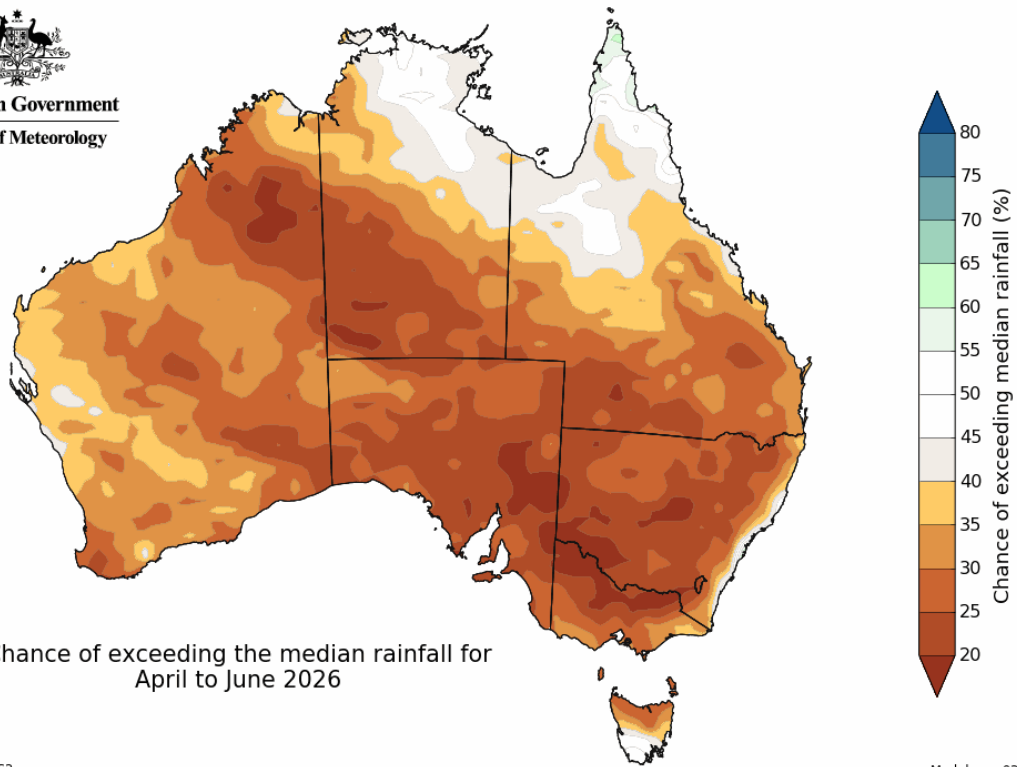 n Government
f Meteorology
80
75
70
65
60
55
50
45
40
35
30
25
20
Chance of exceeding median rainfall (%)
hance of exceeding the median rainfall for
April to June 2026